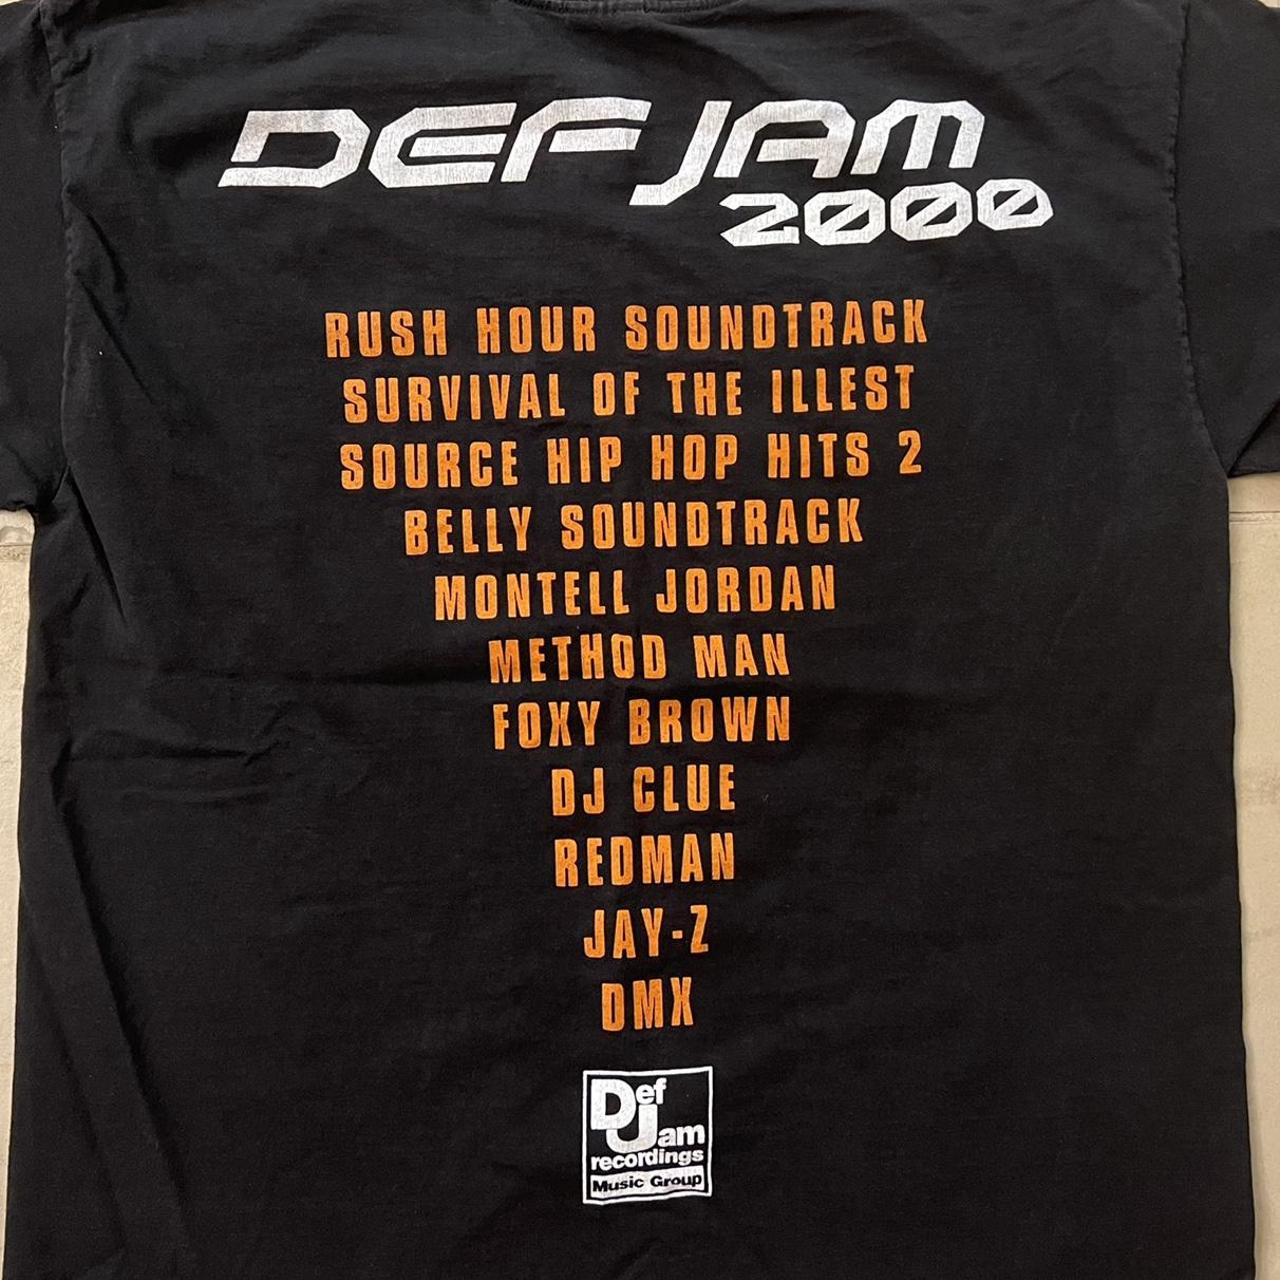 DEF JAM
2000
RUSH HOUR SOUNDTRACK
SURVIVAL OF THE ILLEST
SOURCE HIP HOP HITS 2
BELLY SOUNDTRACK
MONTELL JORDAN
METHOD MAN
FOXY BROWN
DJ CLUE
REDMAN
JAY-Z
DMX
Def
Jam
recordings
Music Group